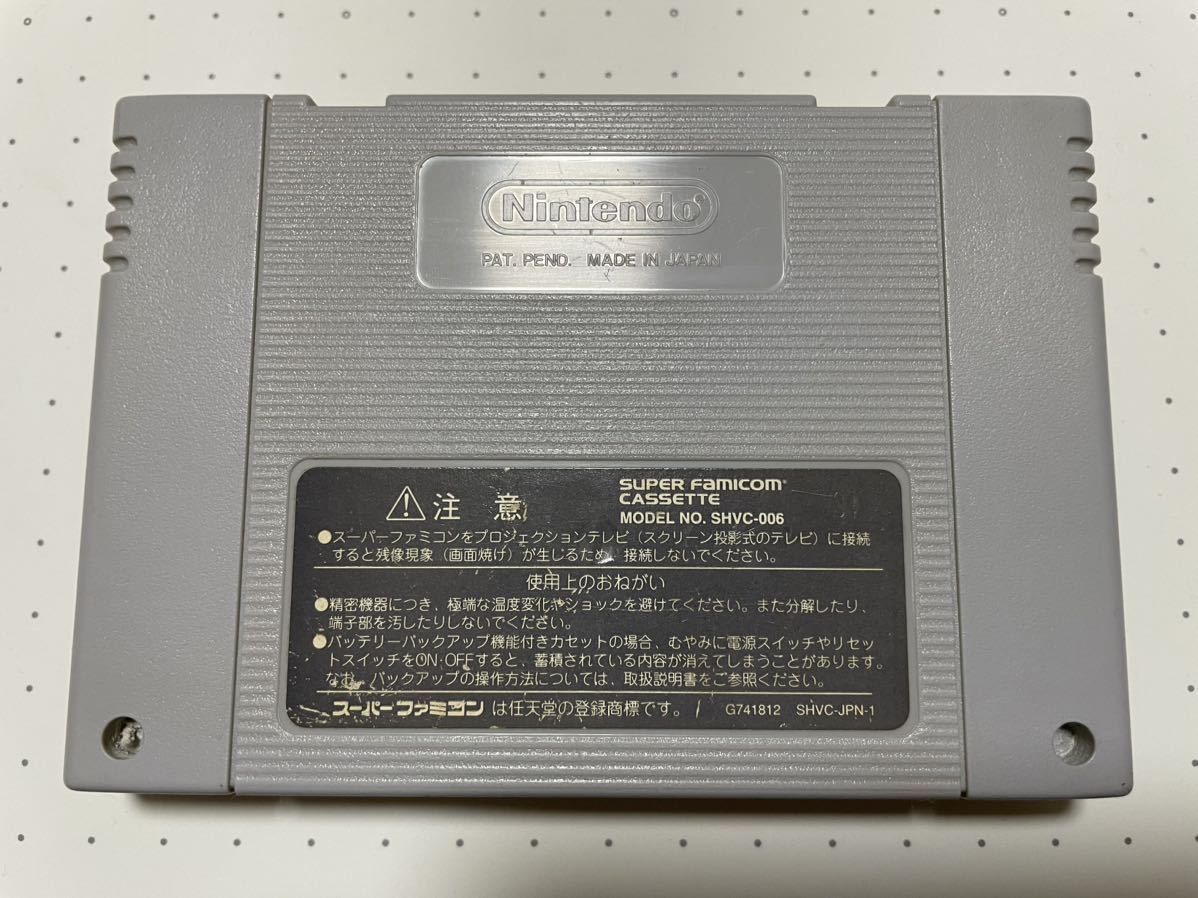 Nintendo
PAT. PEND. MADE IN JAPAN
注 意
SUPER FAMICOM
CASSETTE
MODEL NO. SHVC-006
●スーパーファミコンをプロジェクションテレビ(スクリーン投影式のテレビ)に接続
すると残像現象(画面焼け)が生じるため、接続しないでください。
使用上のおねがい
●精密機器につき、極端な温度変化やショックを避けてください。また分解したり、
端子部を汚したりしないでください。
●バッテリーバックアップ機能付きカセットの場合、むやみに電源スイッチやリセッ
トスイッチをON・OFFすると、蓄積されている内容が消えてしまうことがあります。
なお、バックアップの操作方法については、取扱説明書をご参照ください。
スーパーファミコン は任天堂の登録商標です。
G741812 SHVC-JPN-1